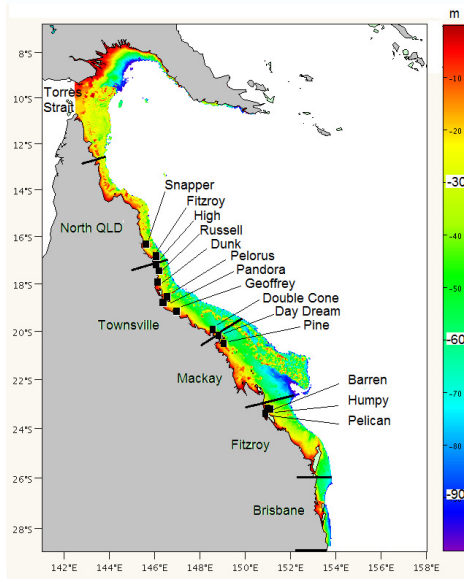 m
8°S
-10
Torres
Strait
10°S
-20
12°S
-30
14°S
Snapper
Fitzroy
High
North QLD
Russell
16°S
Dunk
-40
Pelorus
Pandora
18°S
Geoffrey
-50
Double Cone
Townsville
Day Dream
20°S
Pine
-60
Mackay
22°S
Barren
-70
Humpy
24°S
Pelican
Fitzroy
-80
26°S
-90
Brisbane
28°S
142°E 144°E 146°E 148°E 150°E 152°E 154°E 156°E 158°E